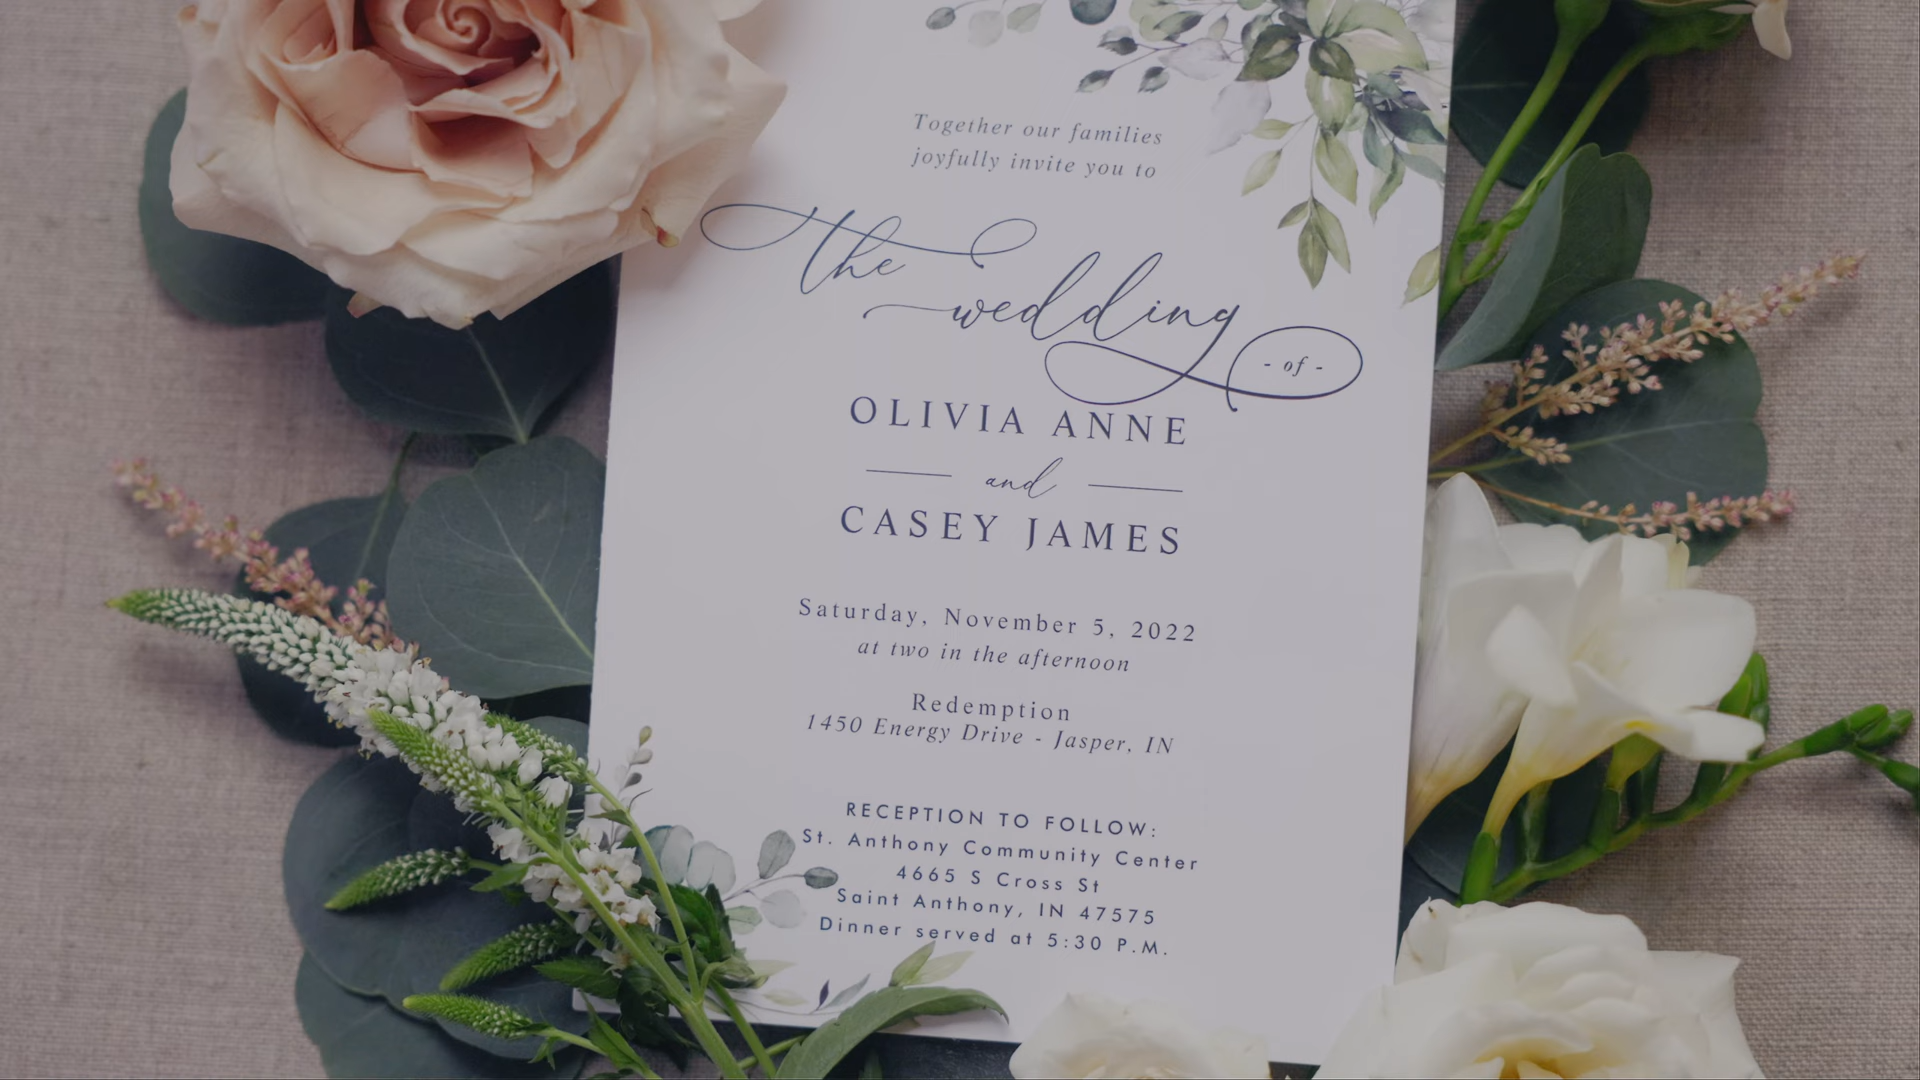 Together our families
joyfully invite you to
the
wedding
- of -
OLIVIA ANNE
and
CASEY JAMES
Saturday, November 5, 2022
at two in the afternoon
Redemption
1450 Energy Drive - Jasper, IN
RECEPTION TO FOLLOW:
St. Anthony Community Center
4665 S Cross St
Saint Anthony, IN 47575
Dinner served at 5:30 P.M.